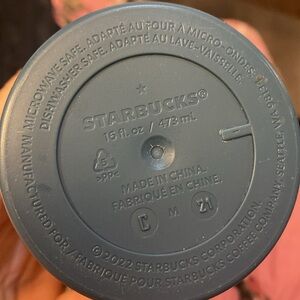 MICROWAVE SAFE. ADAPTÉ AU FOUR À MICRO-ONDES.
DISHWASHER SAFE. ADAPTÉ AU LAVE-VAISSELLE.
STARBUCKS®
16 fl.oz / 473 mL
5
>PP<
MADE IN CHINA.
FABRIQUÉ EN CHINE.
C M 21
©2022 STARBUCKS CORPORATION.
MANUFACTURED FOR / FABRIQUÉ POUR STARBUCKS COFFEE COMPANY,